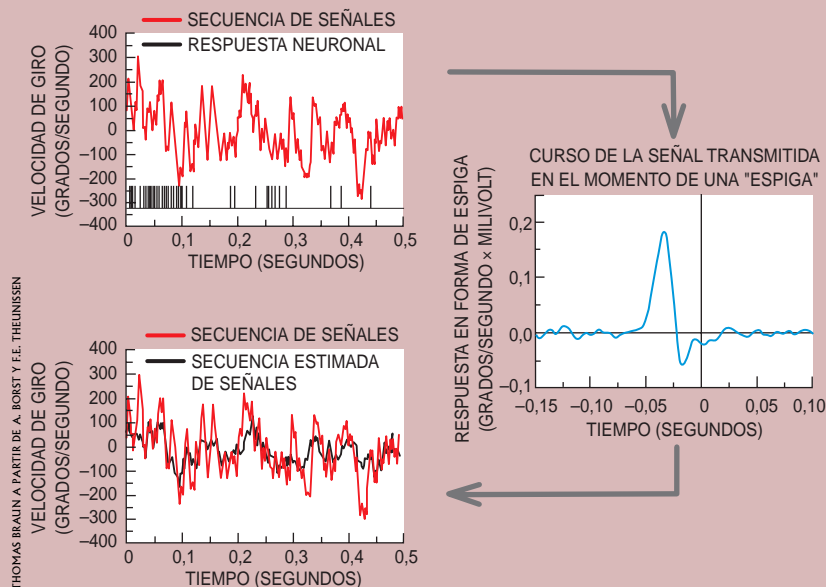 SECUENCIA DE SEÑALES
RESPUESTA NEURONAL
VELOCIDAD DE GIRO
(GRADOS/SEGUNDO)
400
300
200
100
0
–100
–200
–300
–400
0 0,1 0,2 0,3 0,4 0,5
TIEMPO (SEGUNDOS)
CURSO DE LA SEÑAL TRANSMITIDA
EN EL MOMENTO DE UNA "ESPIGA"
RESPUESTA EN FORMA DE ESPIGA
(GRADOS/SEGUNDO × MILIVOLT)
0,2
0,1
0,0
–0,1
–0,15 –0,10 –0,05 0 0,05 0,10
TIEMPO (SEGUNDOS)
SECUENCIA DE SEÑALES
SECUENCIA ESTIMADA
DE SEÑALES
VELOCIDAD DE GIRO
(GRADOS/SEGUNDO)
400
300
200
100
0
–100
–200
–300
–400
0 0,1 0,2 0,3 0,4 0,5
TIEMPO (SEGUNDOS)
THOMAS BRAUN A PARTIR DE A. BORST Y F.E. THEUNISSEN